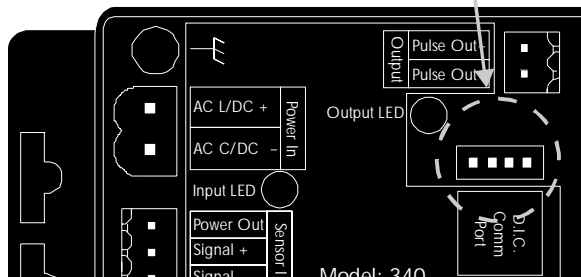 Output
Pulse Out+
Pulse Out-
AC L/DC +
AC C/DC -
Power In
Output LED
Input LED
Power Out
Signal +
Signal
Sensor I
D.I.C.
Comm
Port
Model: 340